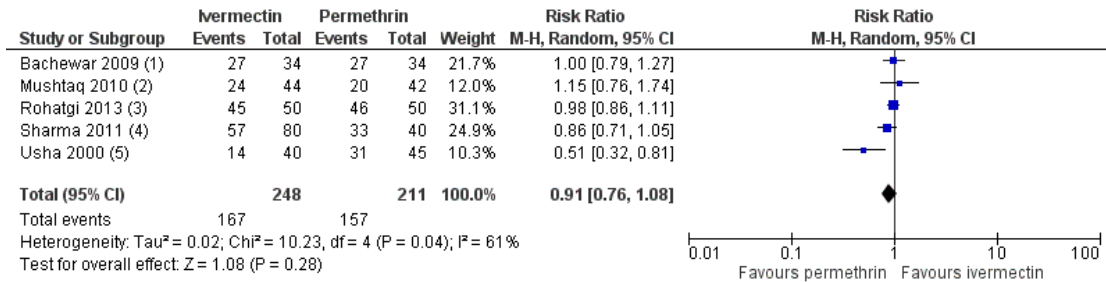 Ivermectin Permethrin Risk Ratio Risk Ratio
Study or Subgroup Events Total Events Total Weight M-H, Random, 95% CI M-H, Random, 95% CI
Bachewar 2009 (1) 27 34 27 34 21.7% 1.00 [0.79, 1.27]
Mushtaq 2010 (2) 24 44 20 42 12.0% 1.15 [0.76, 1.74]
Rohatgi 2013 (3) 45 50 46 50 31.1% 0.98 [0.86, 1.11]
Sharma 2011 (4) 57 80 33 40 24.9% 0.86 [0.71, 1.05]
Usha 2000 (5) 14 40 31 45 10.3% 0.51 [0.32, 0.81]
Total (95% CI) 248 211 100.0% 0.91 [0.76, 1.08]
Total events 167 157
Heterogeneity: Tau² = 0.02; Chi² = 10.23, df = 4 (P = 0.04); I² = 61%
Test for overall effect: Z = 1.08 (P = 0.28)
0.01 0.1 1 10 100
Favours permethrin Favours ivermectin